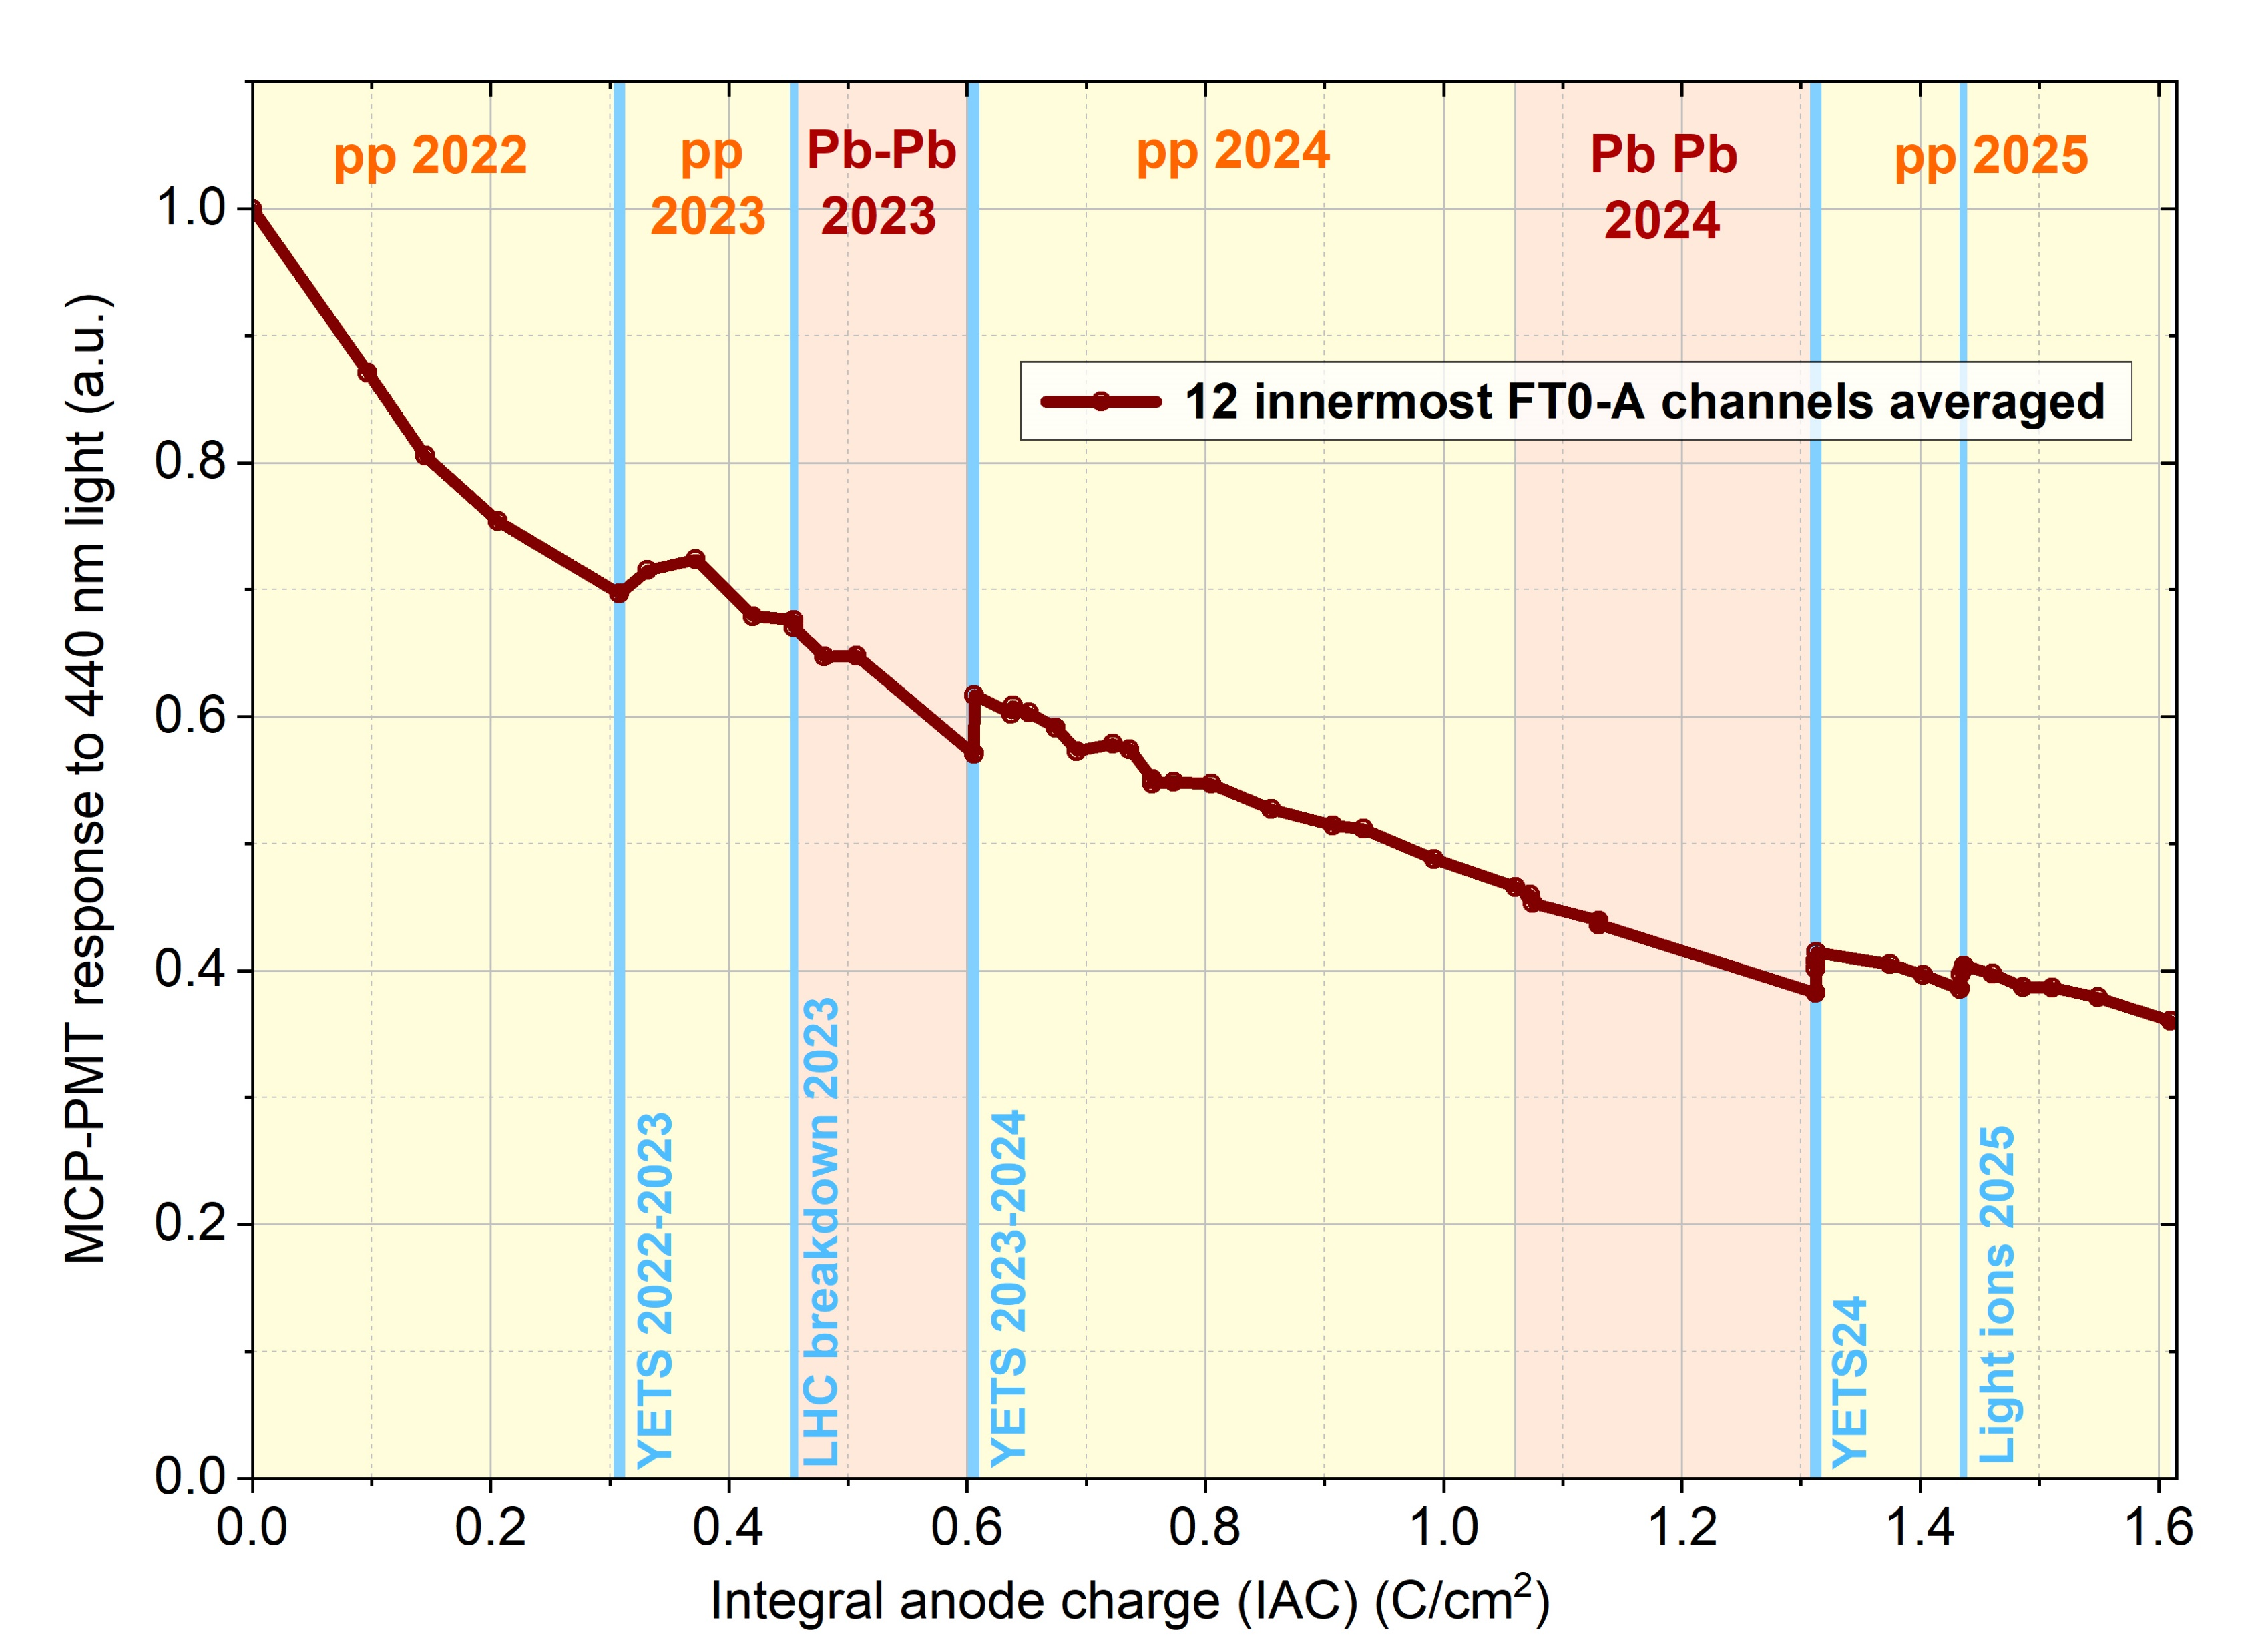 pp 2022
pp
2023
Pb-Pb
2023
pp 2024
Pb Pb
2024
pp 2025
12 innermost FT0-A channels averaged
MCP-PMT response to 440 nm light (a.u.)
1.0
0.8
0.6
0.4
0.2
0.0
YETS 2022-2023
LHC breakdown 2023
YETS 2023-2024
YETS24
Light ions 2025
0.0 0.2 0.4 0.6 0.8 1.0 1.2 1.4 1.6
Integral anode charge (IAC) (C/cm²)